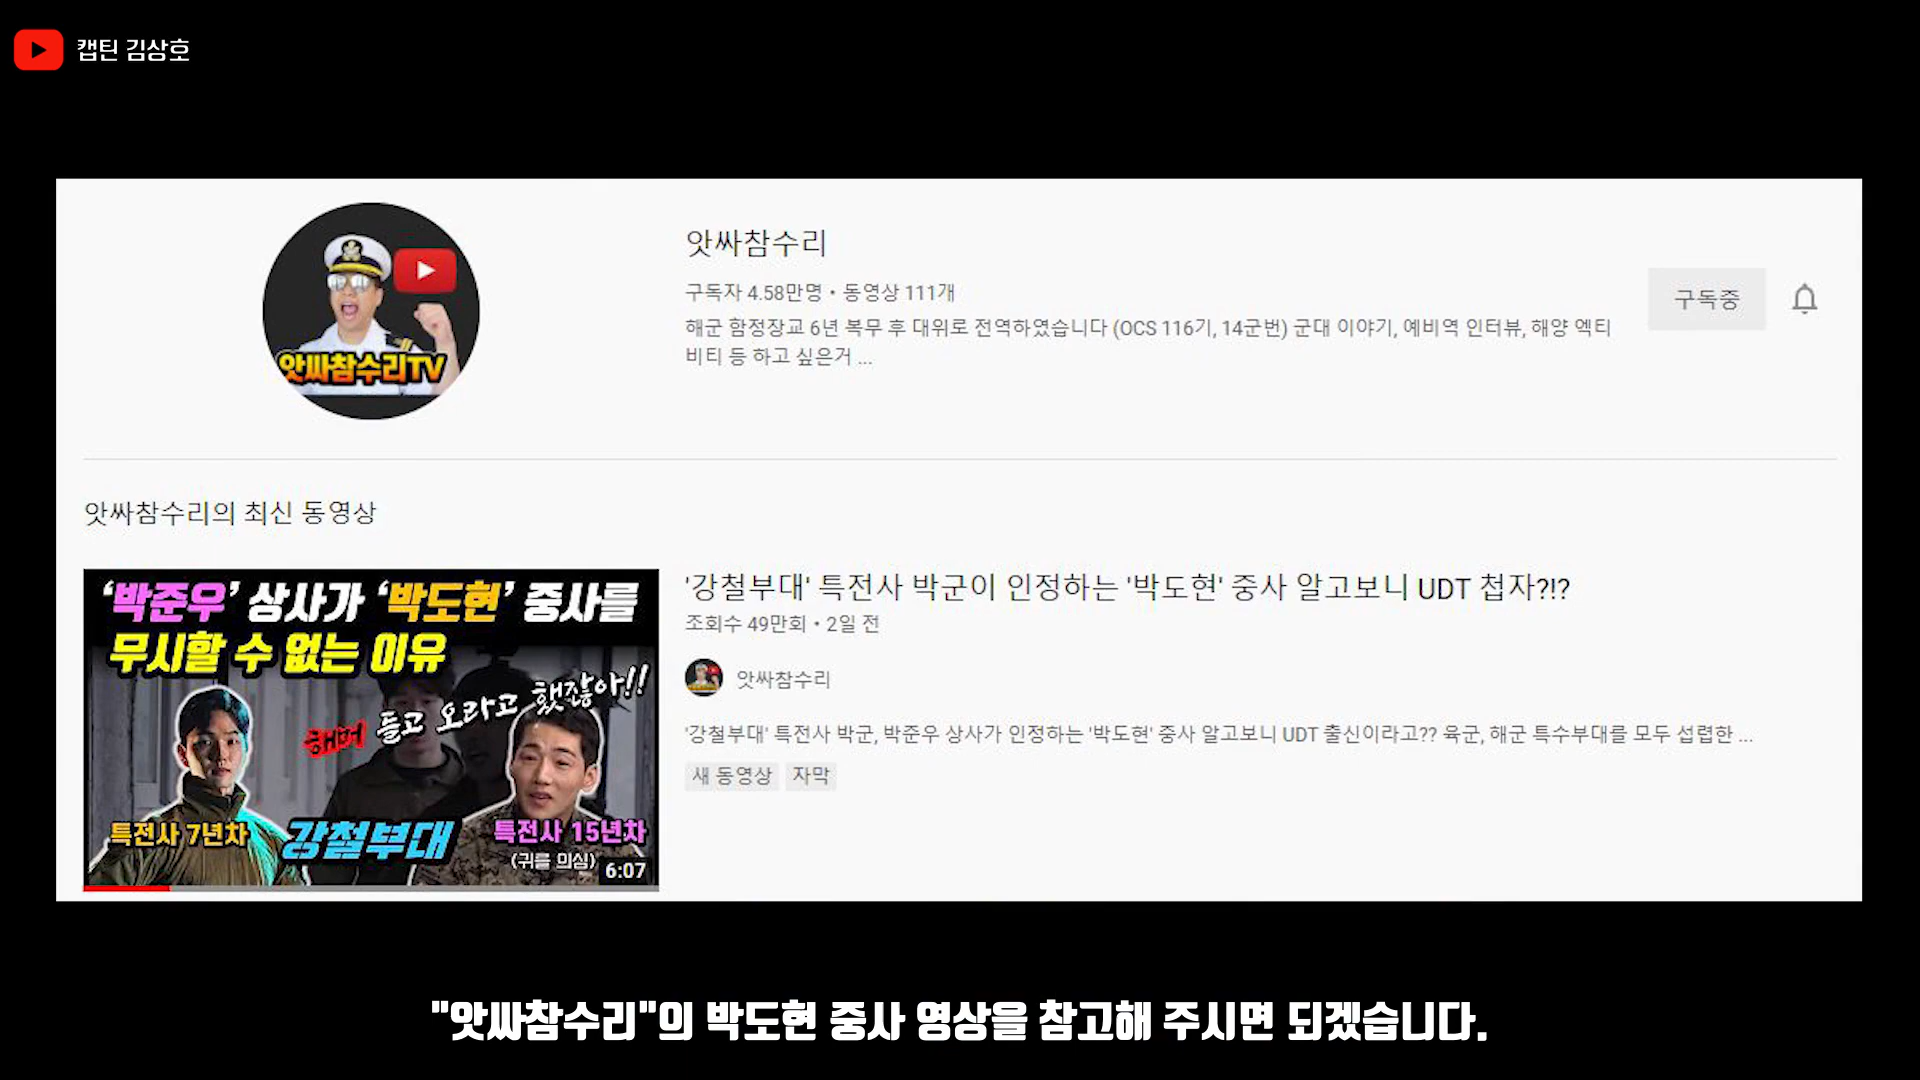 캡틴 김상호
앗싸참수리TV
앗싸참수리
구독자 4.58만명 • 동영상 111개
해군 함정장교 6년 복무 후 대위로 전역하였습니다 (OCS 116기, 14군번) 군대 이야기, 예비역 인터뷰, 해양 엑티
비티 등 하고 싶은거 ...
구독중
앗싸참수리의 최신 동영상
‘박준우’ 상사가 ‘박도현’ 중사를
무시할 수 없는 이유
해머 들고 오라고 했잖아!!
특전사 7년차
강철부대
특전사 15년차
(귀를 의심)
6:07
'강철부대' 특전사 박군이 인정하는 '박도현' 중사 알고보니 UDT 첩자?!?
조회수 49만회 • 2일 전
앗싸참수리
'강철부대' 특전사 박군, 박준우 상사가 인정하는 '박도현' 중사 알고보니 UDT 출신이라고?? 육군, 해군 특수부대를 모두 섭렵한 ...
새 동영상
자막
"앗싸참수리"의 박도현 중사 영상을 참고해 주시면 되겠습니다.